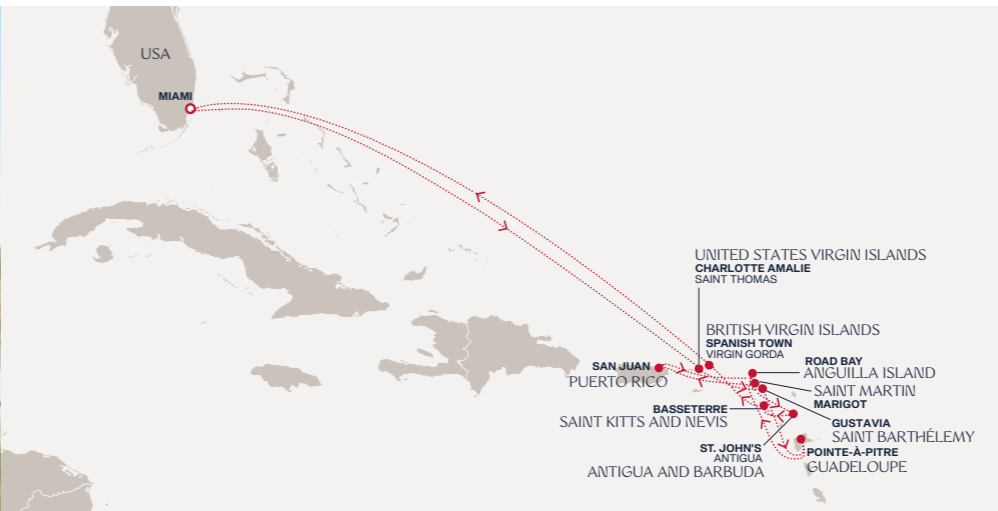 USA
MIAMI
UNITED STATES VIRGIN ISLANDS
CHARLOTTE AMALIE
SAINT THOMAS
BRITISH VIRGIN ISLANDS
SPANISH TOWN
VIRGIN GORDA
SAN JUAN
PUERTO RICO
ROAD BAY
ANGUILLA ISLAND
SAINT MARTIN
MARIGOT
BASSETERRE
SAINT KITTS AND NEVIS
GUSTAVIA
SAINT BARTHÉLEMY
ST. JOHN'S
ANTIGUA
ANTIGUA AND BARBUDA
POINTE-À-PITRE
GUADELOUPE